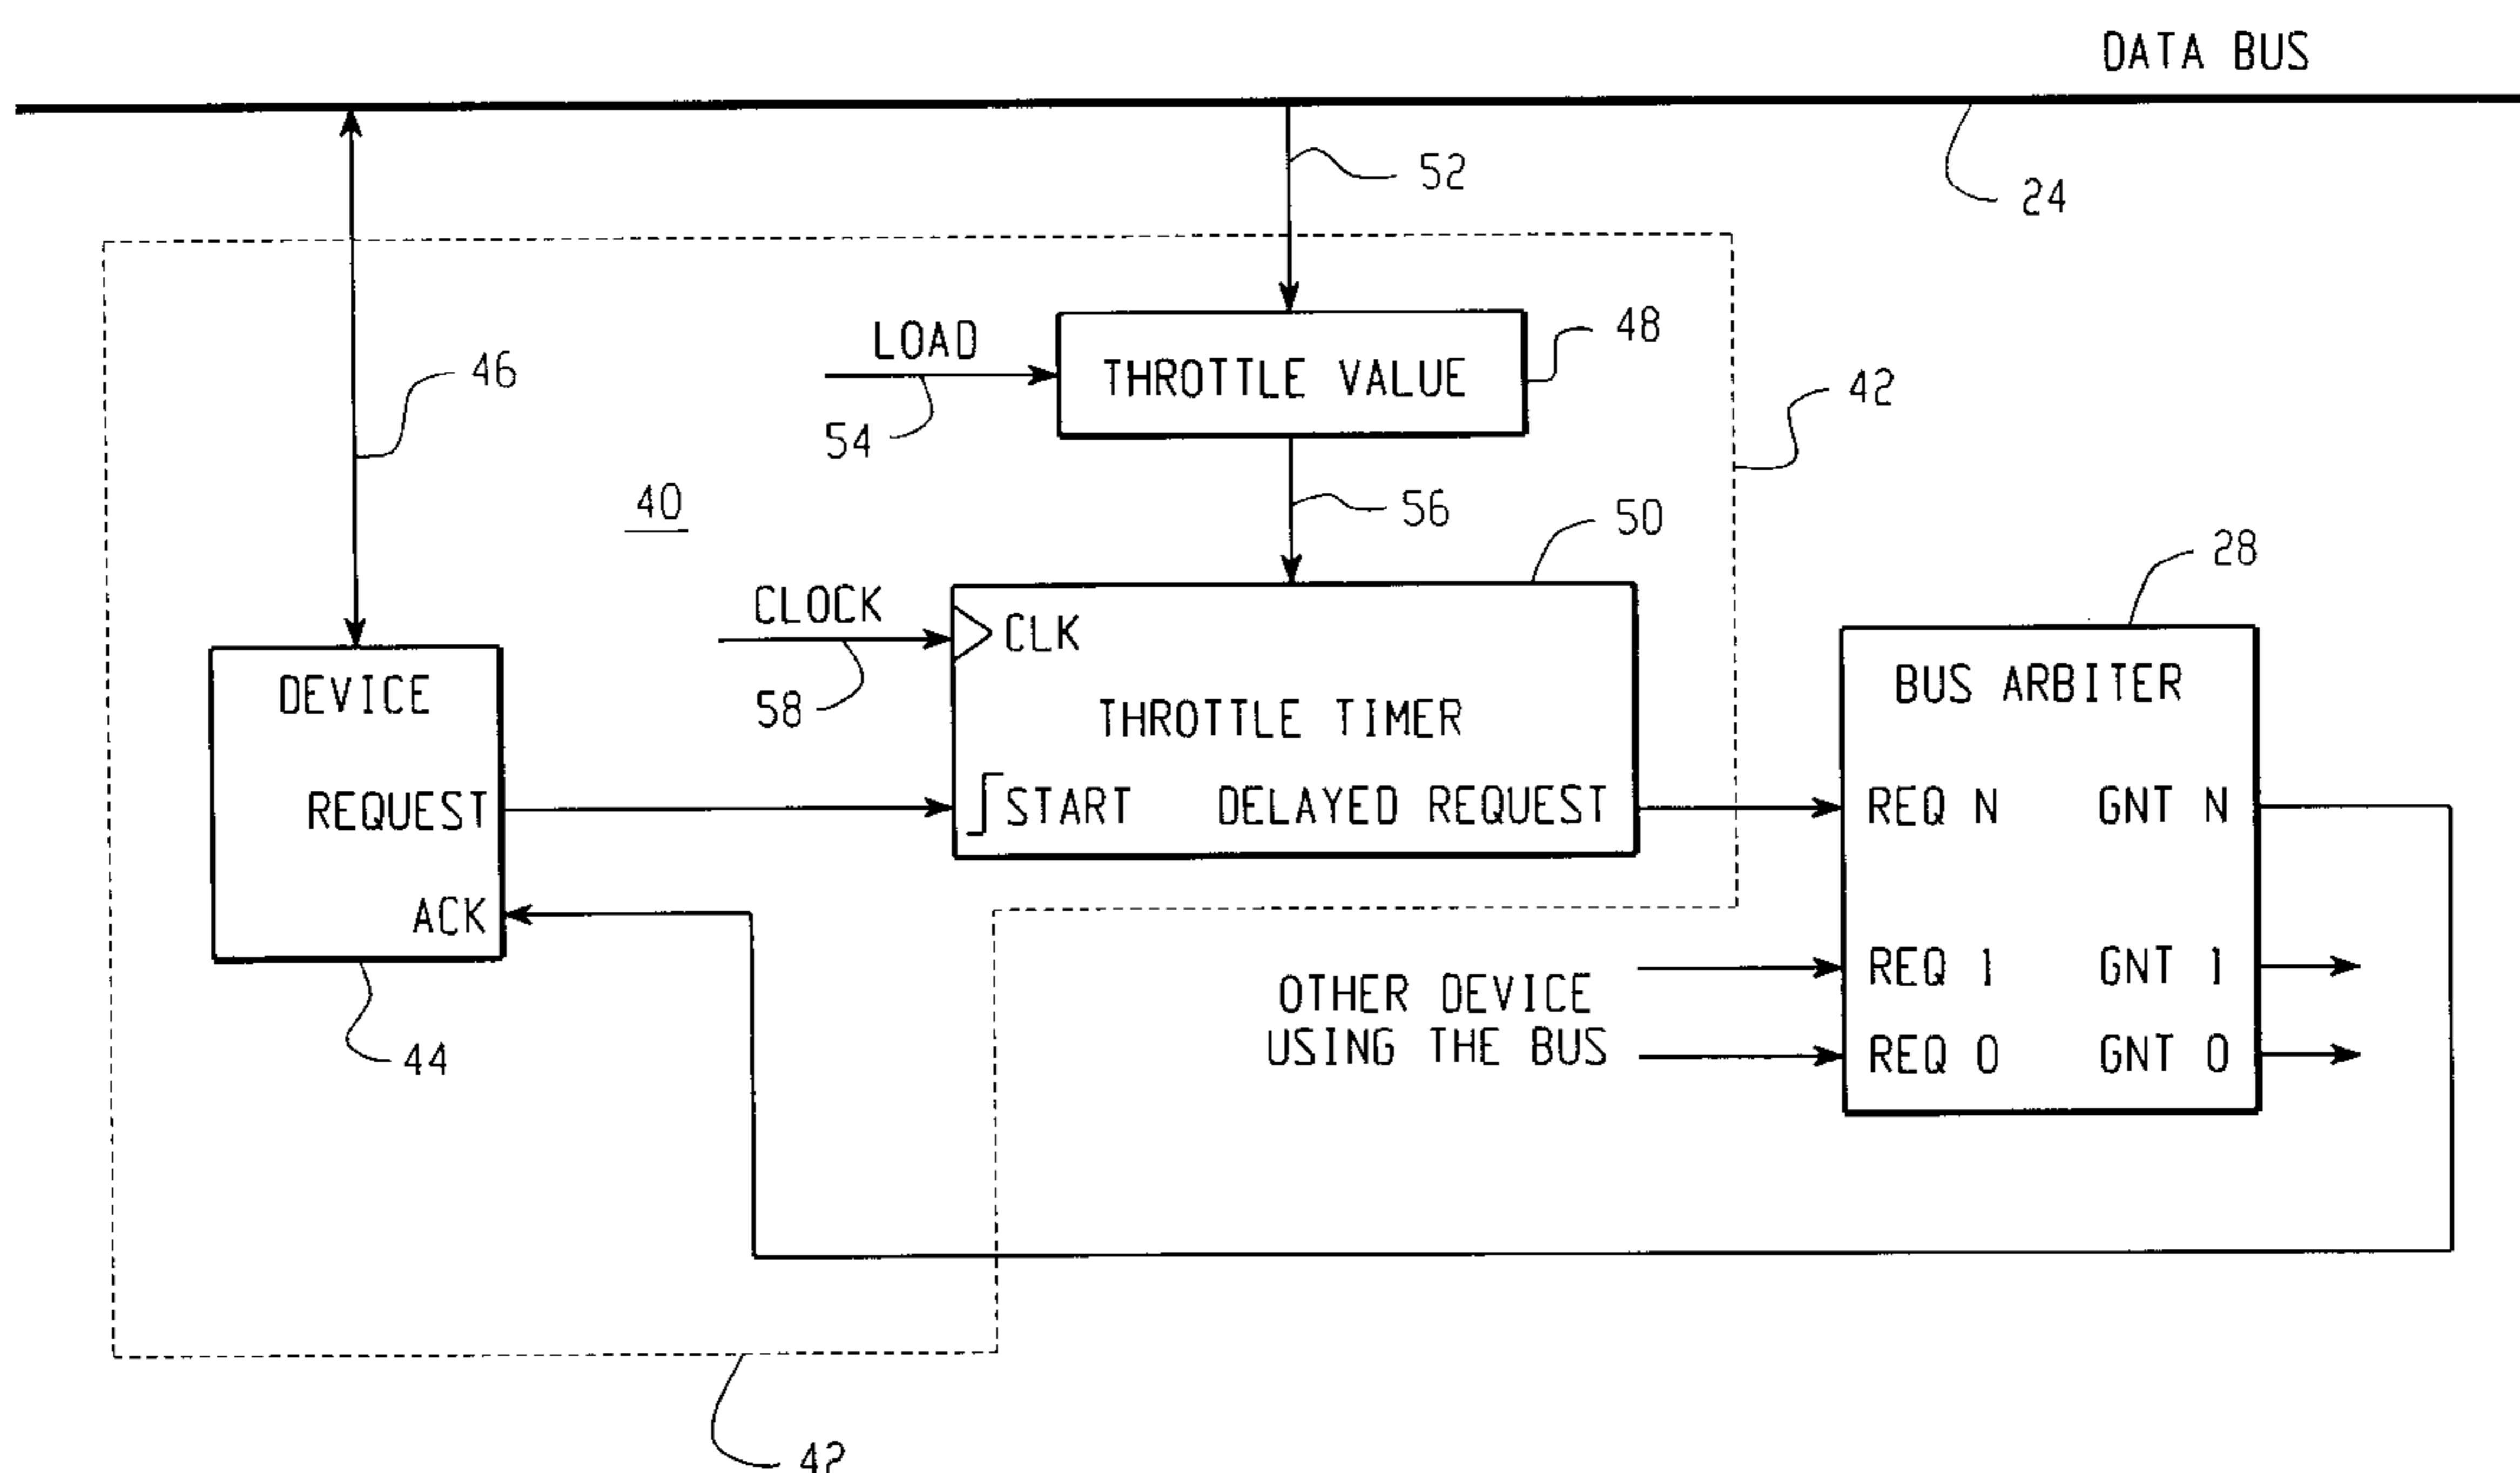 DATA BUS
52
24
LOAD
48
THROTTLE VALUE
42
46
54
40
56
50
28
CLOCK
CLK
58
DEVICE
THROTTLE TIMER
BUS ARBITER
REQUEST
START
DELAYED REQUEST
REQ N
GNT N
ACK
REQ 1
GNT 1
OTHER DEVICE
USING THE BUS
REQ 0
GNT 0
44
42